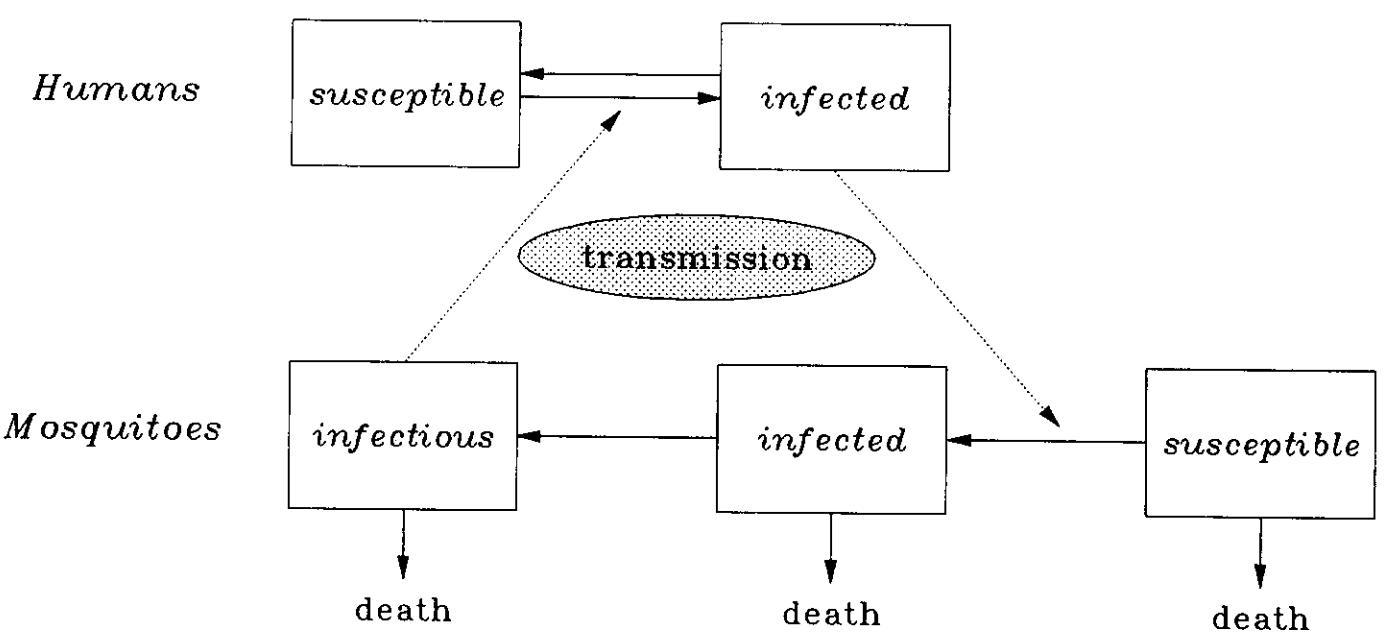 Humans
susceptible
infected
transmission
Mosquitoes
infectious
infected
susceptible
death
death
death